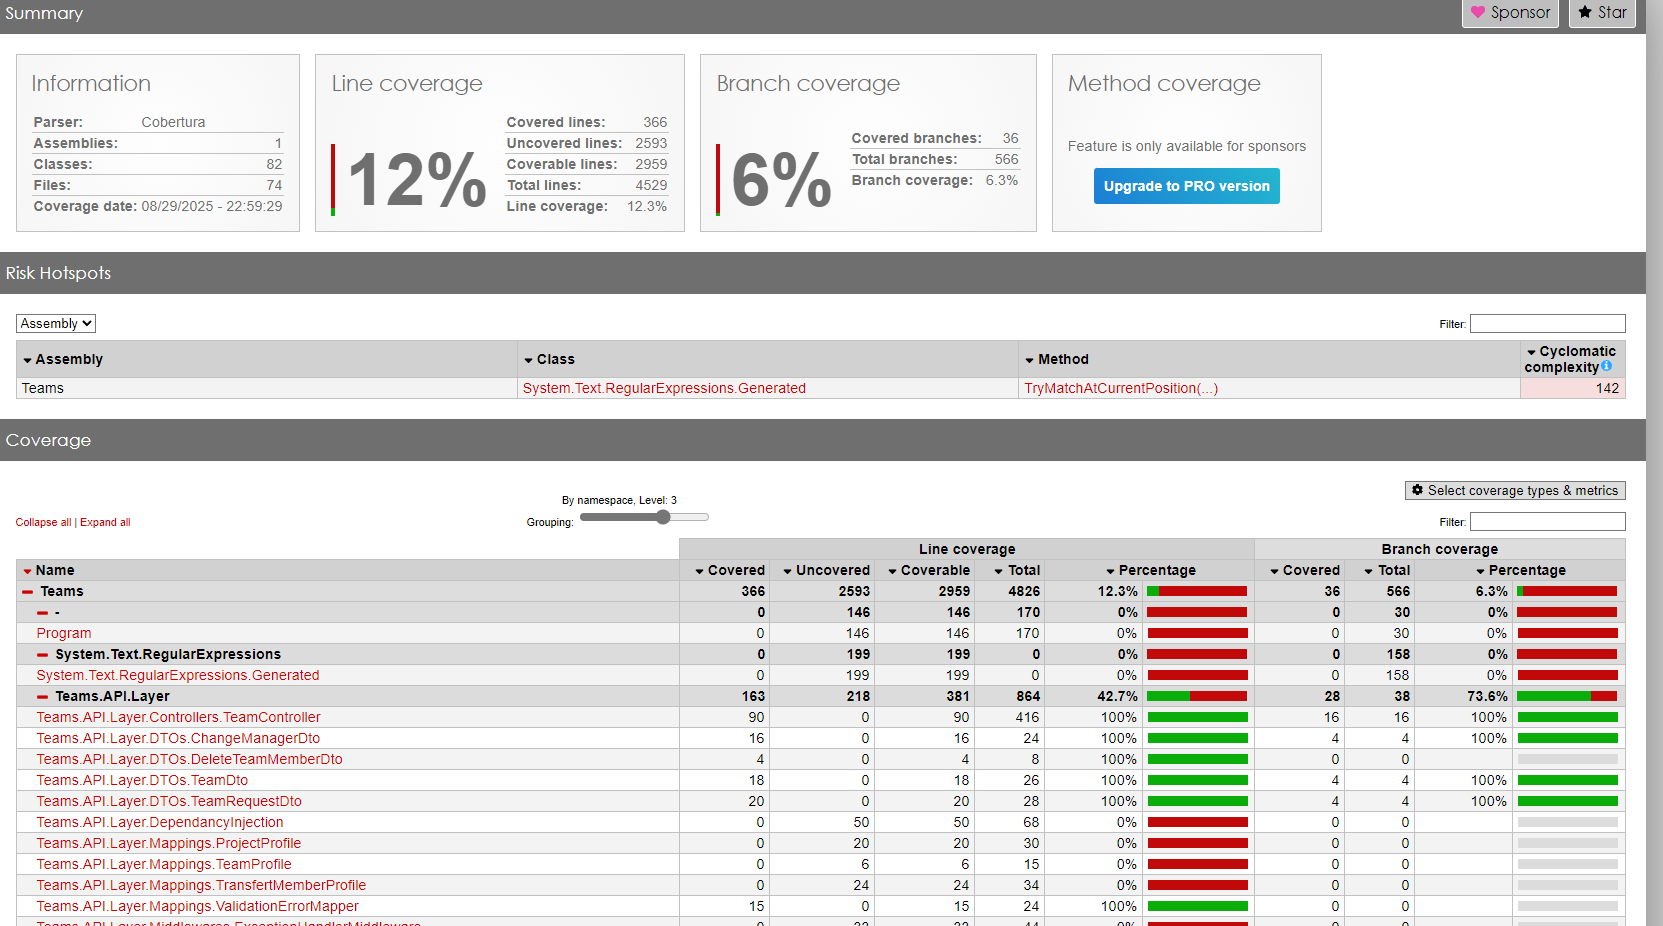 Summary
Sponsor
Star
Information
Parser: Cobertura
Assemblies: 1
Classes: 82
Files: 74
Coverage date: 08/29/2025 - 22:59:29
Line coverage
12%
Covered lines: 366
Uncovered lines: 2593
Coverable lines: 2959
Total lines: 4529
Line coverage: 12.3%
Branch coverage
6%
Covered branches: 36
Total branches: 566
Branch coverage: 6.3%
Method coverage
Feature is only available for sponsors
Upgrade to PRO version
Risk Hotspots
Assembly
Filter:
Assembly Class Method Cyclomatic complexity
Teams System.Text.RegularExpressions.Generated TryMatchAtCurrentPosition(...) 142
Coverage
Select coverage types & metrics
By namespace, Level: 3
Collapse all | Expand all
Grouping:
Filter:
Line coverage Branch coverage
Name Covered Uncovered Coverable Total Percentage Covered Total Percentage
Teams 366 2593 2959 4826 12.3% 36 566 6.3%
- 0 146 146 170 0% 0 30 0%
Program 0 146 146 170 0% 0 30 0%
System.Text.RegularExpressions 0 199 199 0 0% 0 158 0%
System.Text.RegularExpressions.Generated 0 199 199 0 0% 0 158 0%
Teams.API.Layer 163 218 381 864 42.7% 28 38 73.6%
Teams.API.Layer.Controllers.TeamController 90 0 90 416 100% 16 16 100%
Teams.API.Layer.DTOs.ChangeManagerDto 16 0 16 24 100% 4 4 100%
Teams.API.Layer.DTOs.DeleteTeamMemberDto 4 0 4 8 100% 0 0
Teams.API.Layer.DTOs.TeamDto 18 0 18 26 100% 4 4 100%
Teams.API.Layer.DTOs.TeamRequestDto 20 0 20 28 100% 4 4 100%
Teams.API.Layer.DependancyInjection 0 50 50 68 0% 0 0
Teams.API.Layer.Mappings.ProjectProfile 0 20 20 30 0% 0 0
Teams.API.Layer.Mappings.TeamProfile 0 6 6 15 0% 0 0
Teams.API.Layer.Mappings.TransfertMemberProfile 0 24 24 34 0% 0 0
Teams.API.Layer.Mappings.ValidationErrorMapper 15 0 15 24 100% 0 0
Teams.API.Layer.Middlewares.ExceptionHandlerMiddleware